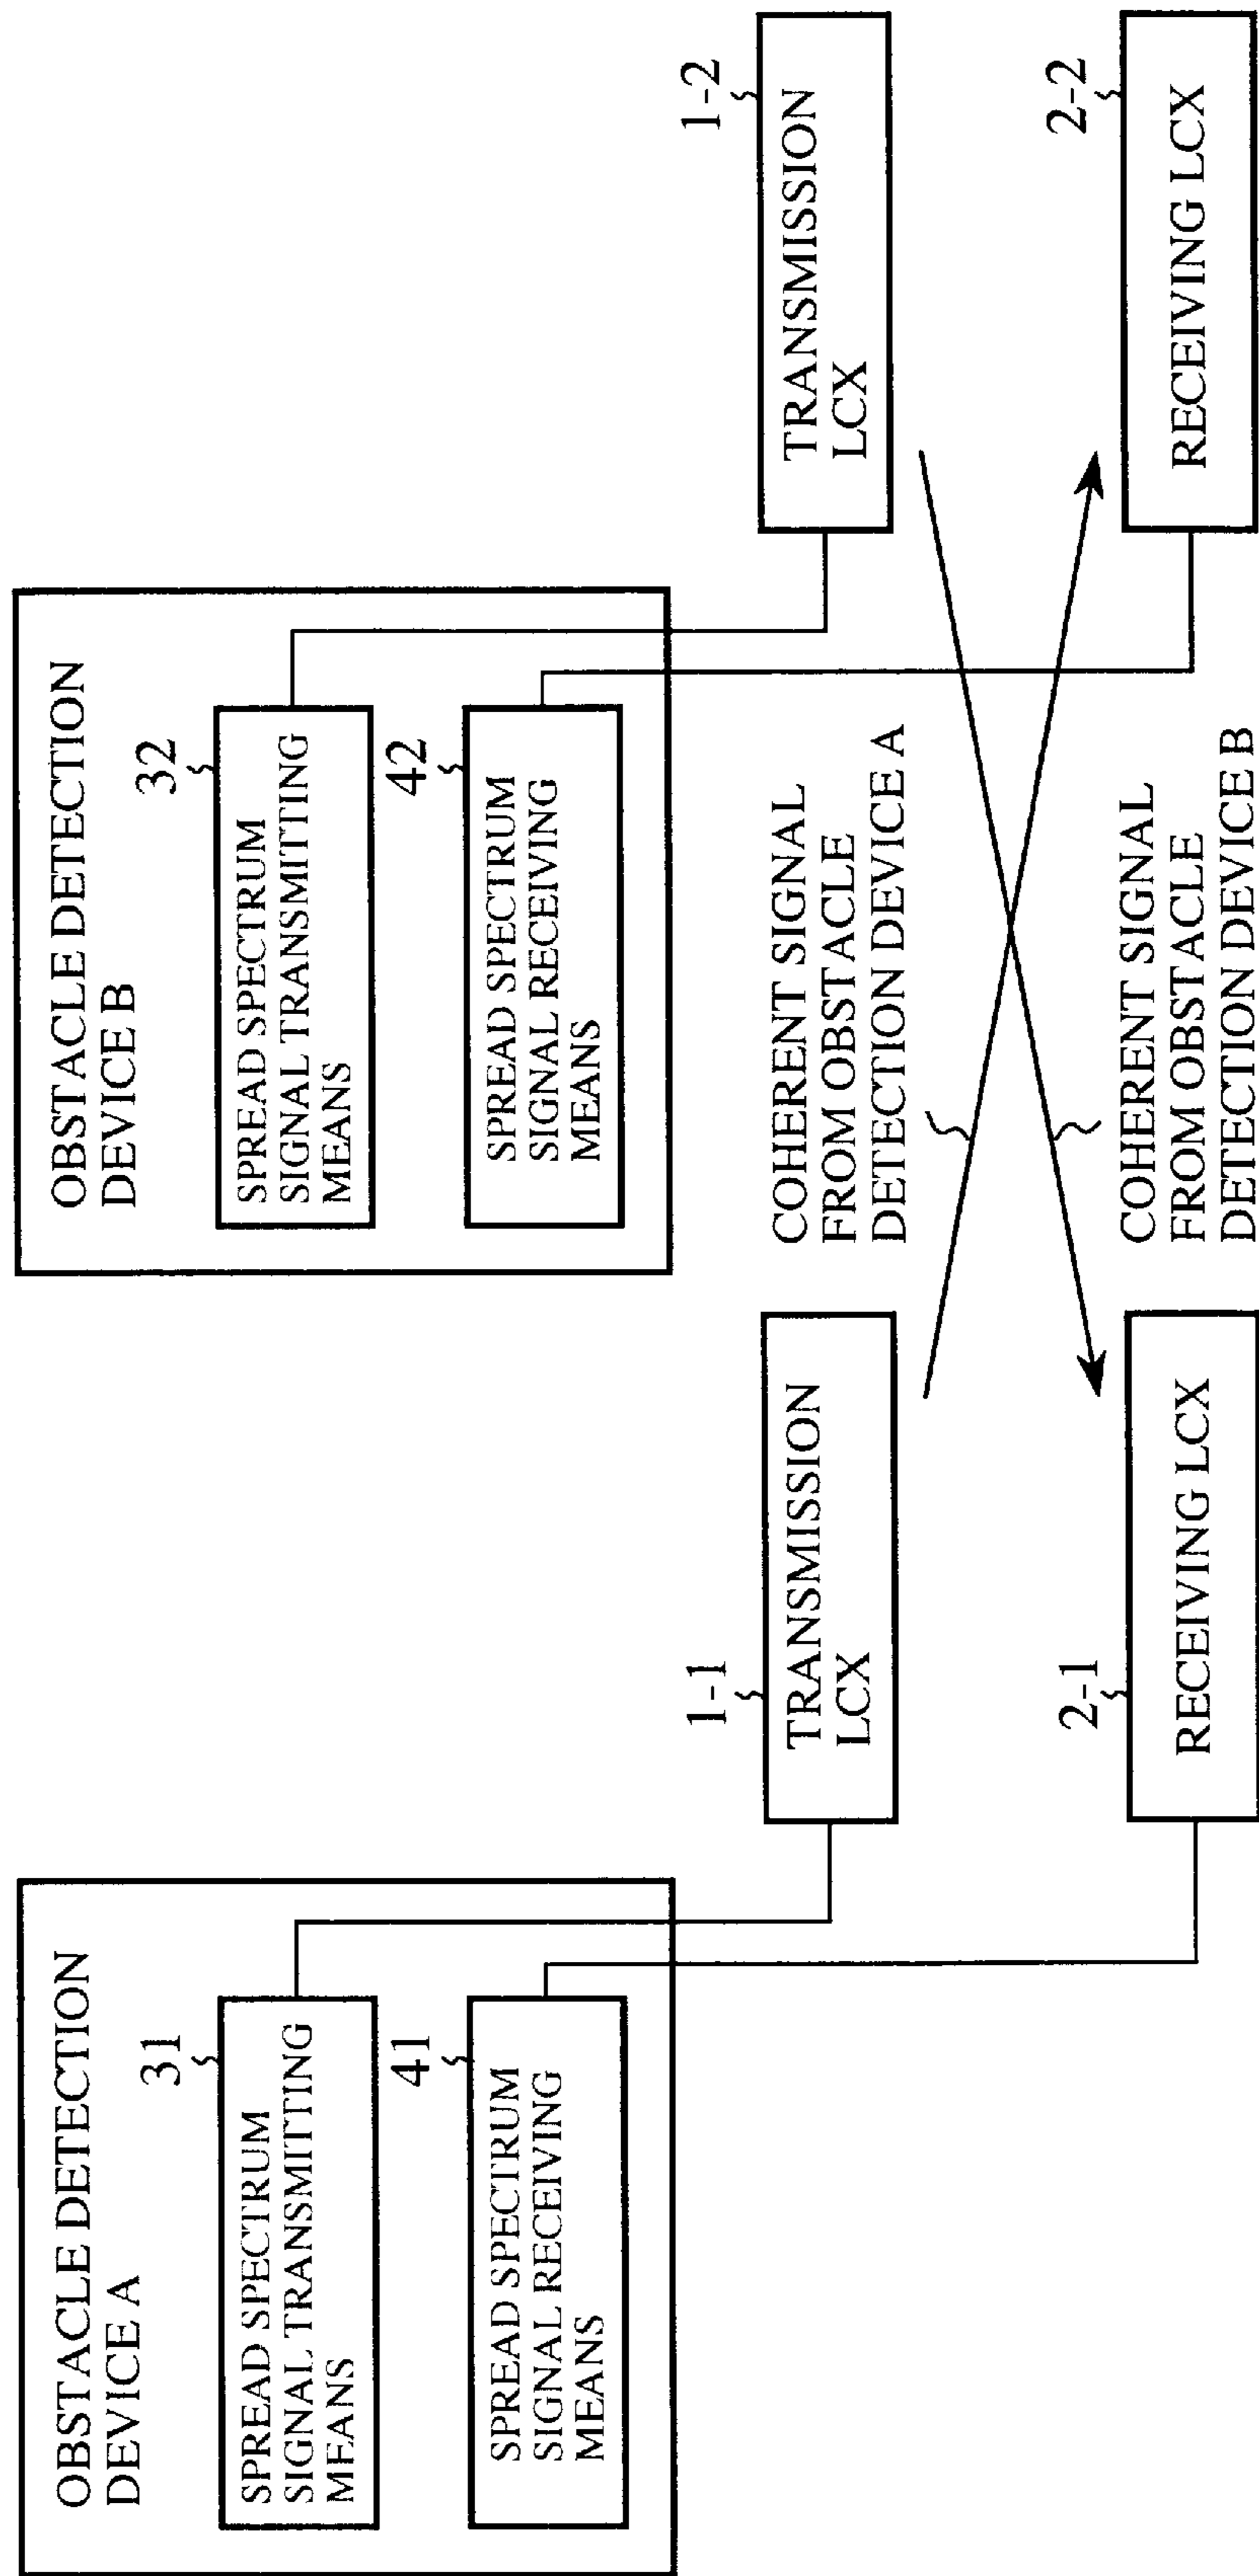 OBSTACLE DETECTION
DEVICE A
31
SPREAD SPECTRUM
SIGNAL TRANSMITTING
MEANS
41
SPREAD SPECTRUM
SIGNAL RECEIVING
MEANS
1-1
TRANSMISSION
LCX
2-1
RECEIVING LCX
OBSTACLE DETECTION
DEVICE B
32
SPREAD SPECTRUM
SIGNAL TRANSMITTING
MEANS
42
SPREAD SPECTRUM
SIGNAL RECEIVING
MEANS
COHERENT SIGNAL
FROM OBSTACLE
DETECTION DEVICE A
COHERENT SIGNAL
FROM OBSTACLE
DETECTION DEVICE B
1-2
TRANSMISSION
LCX
2-2
RECEIVING LCX